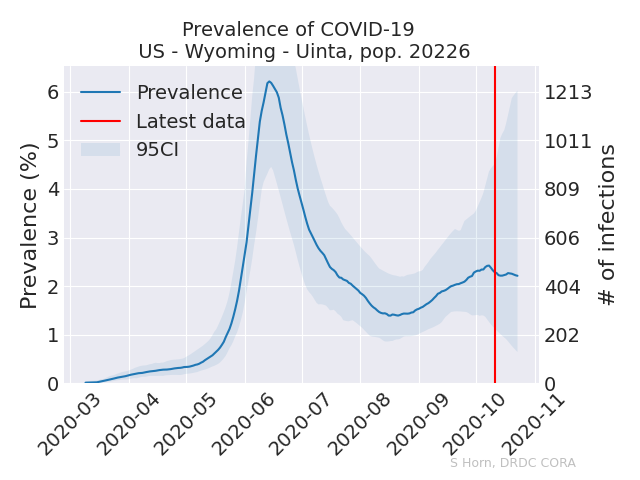 Prevalence of COVID-19
US - Wyoming - Uinta, pop. 20226
Prevalence
Latest data
95CI
Prevalence (%)
6
5
4
3
2
1
0
1213
1011
809
606
404
202
0
# of infections
2020-03
2020-04
2020-05
2020-06
2020-07
2020-08
2020-09
2020-10
2020-11
S Horn, DRDC CORA